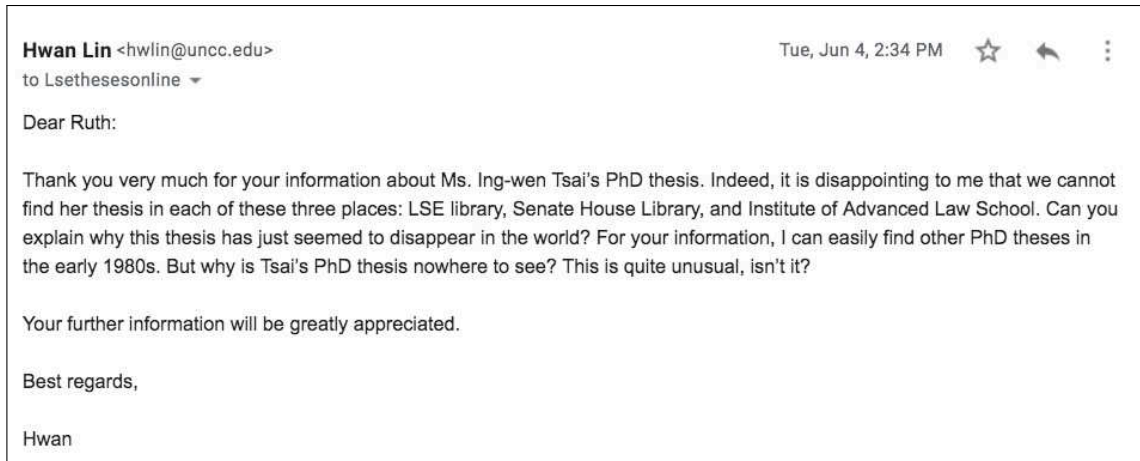 Hwan Lin <hwlin@uncc.edu> Tue, Jun 4, 2:34 PM
to Lsethesesonline
Dear Ruth:
Thank you very much for your information about Ms. Ing-wen Tsai's PhD thesis. Indeed, it is disappointing to me that we cannot
find her thesis in each of these three places: LSE library, Senate House Library, and Institute of Advanced Law School. Can you
explain why this thesis has just seemed to disappear in the world? For your information, I can easily find other PhD theses in
the early 1980s. But why is Tsai's PhD thesis nowhere to see? This is quite unusual, isn't it?
Your further information will be greatly appreciated.
Best regards,
Hwan